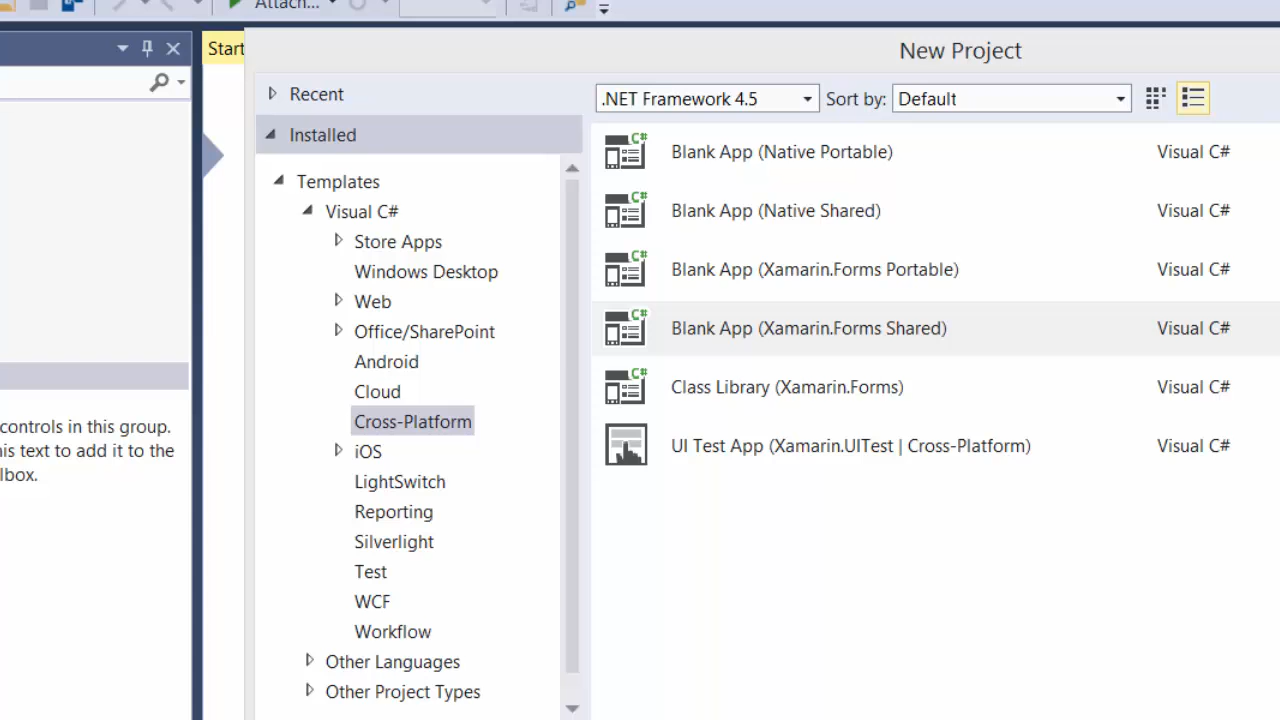 Attach...
Start
New Project
Recent
.NET Framework 4.5
Sort by:
Default
Installed
Templates
Visual C#
Store Apps
Windows Desktop
Web
Office/SharePoint
Android
Cloud
Cross-Platform
iOS
LightSwitch
Reporting
Silverlight
Test
WCF
Workflow
Other Languages
Other Project Types
C# Blank App (Native Portable) Visual C#
C# Blank App (Native Shared) Visual C#
C# Blank App (Xamarin.Forms Portable) Visual C#
C# Blank App (Xamarin.Forms Shared) Visual C#
C# Class Library (Xamarin.Forms) Visual C#
UI Test App (Xamarin.UITest | Cross-Platform) Visual C#
controls in this group.
is text to add it to the
lbox.